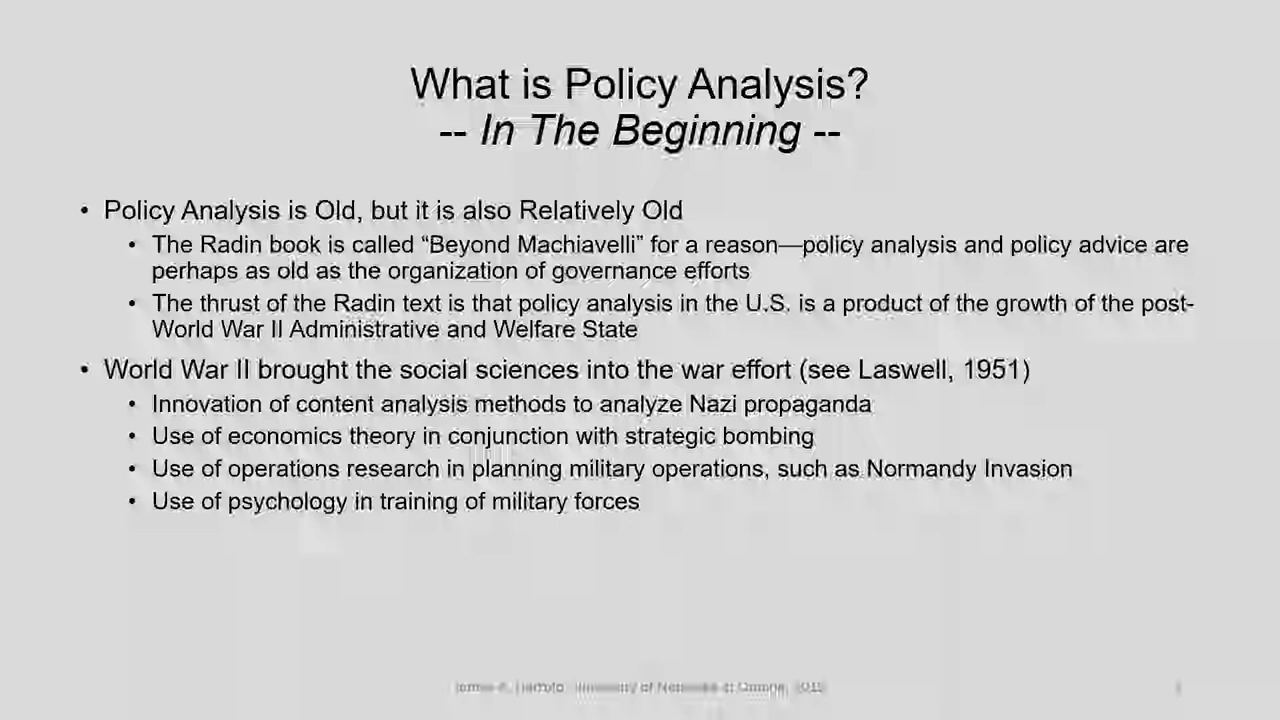 What is Policy Analysis?
-- In The Beginning --
• Policy Analysis is Old, but it is also Relatively Old
• The Radin book is called “Beyond Machiavelli” for a reason—policy analysis and policy advice are
perhaps as old as the organization of governance efforts
• The thrust of the Radin text is that policy analysis in the U.S. is a product of the growth of the post-
World War II Administrative and Welfare State
• World War II brought the social sciences into the war effort (see Laswell, 1951)
• Innovation of content analysis methods to analyze Nazi propaganda
• Use of economics theory in conjunction with strategic bombing
• Use of operations research in planning military operations, such as Normandy Invasion
• Use of psychology in training of military forces
University of Nebraska at Omaha,